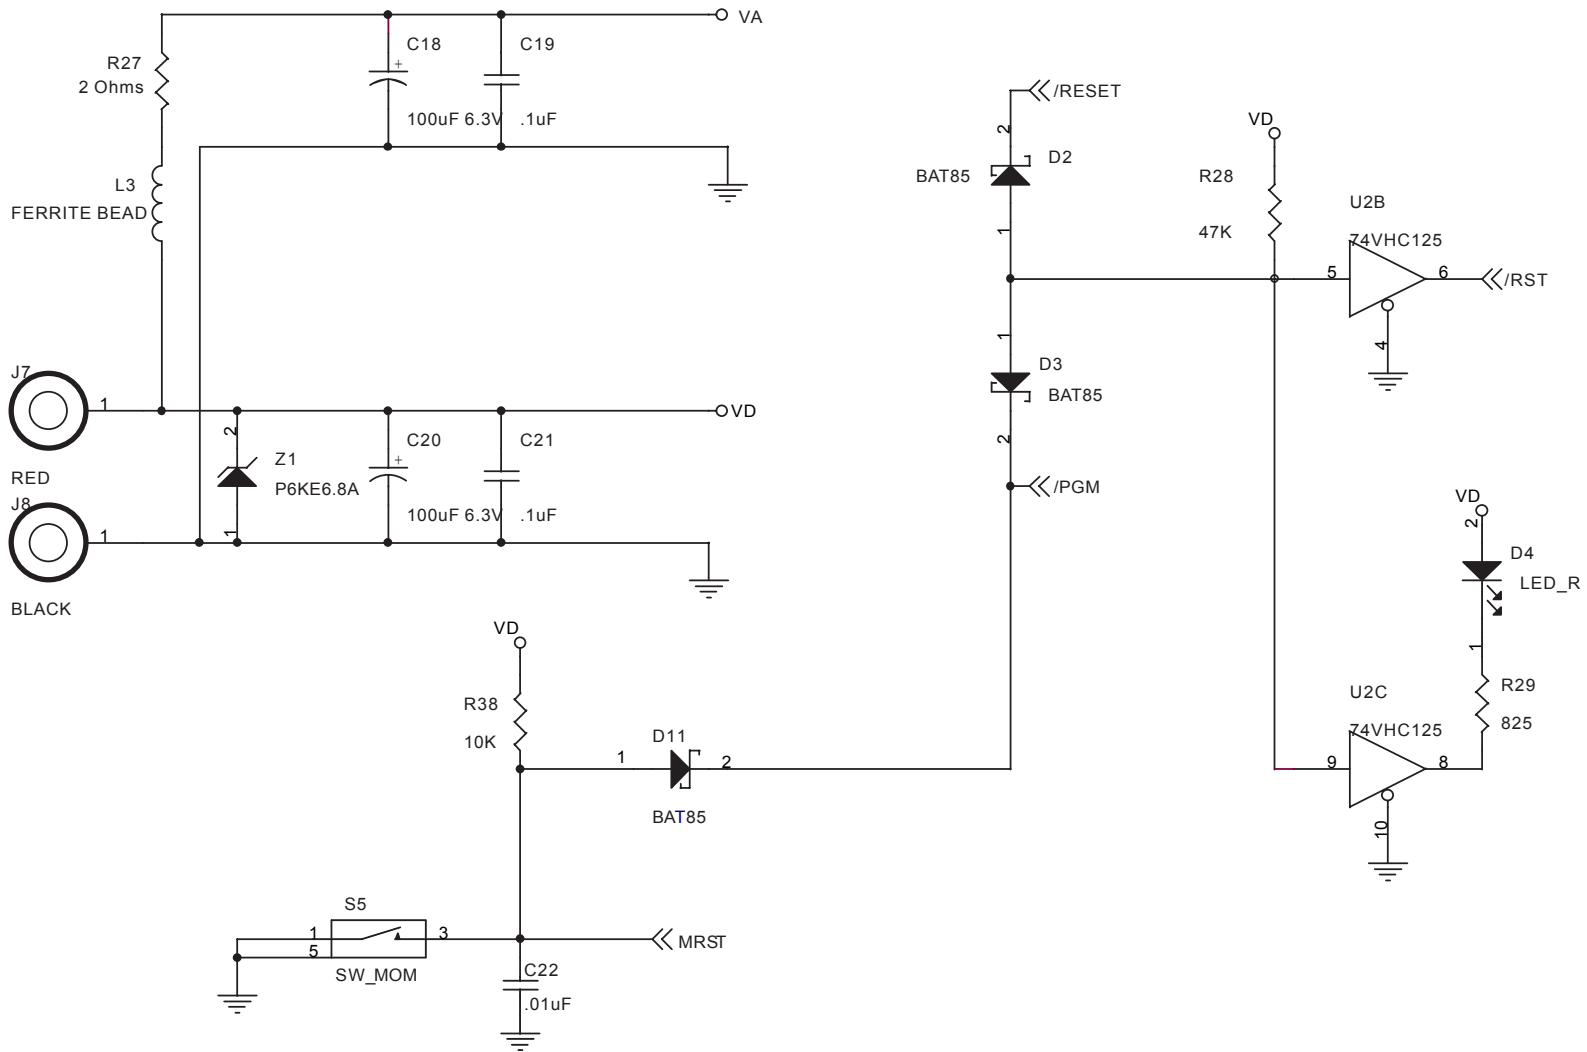 VA
C18
C19
R27
2 Ohms
+
100uF 6.3V
.1uF
/RESET
2
VD
D2
BAT85
R28
L3
FERRITE BEAD
U2B
1
47K
74VHC125
5
6
/RST
1
4
J7
D3
1
BAT85
VD
2
C20
C21
2
Z1
+
RED
P6KE6.8A
/PGM
J8
100uF 6.3V
.1uF
VD
2
1
1
D4
LED_R
BLACK
VD
1
R38
U2C
R29
10K
D11
74VHC125
825
1
2
9
8
BAT85
10
S5
1
3
MRST
5
SW_MOM
C22
.01uF